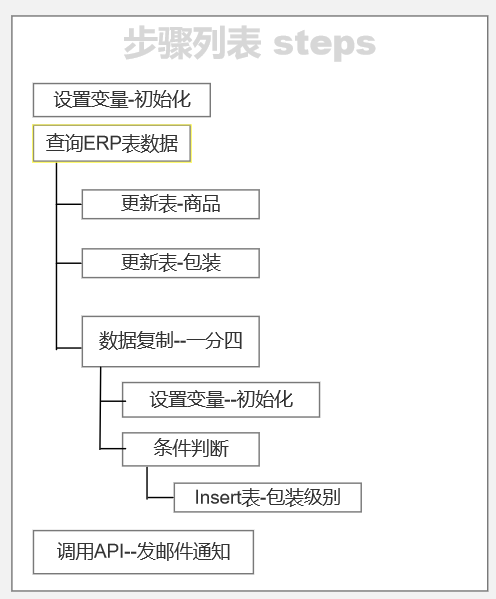 步骤列表 steps
设置变量-初始化
查询ERP表数据
更新表-商品
更新表-包装
数据复制--一分四
设置变量--初始化
条件判断
Insert表-包装级别
调用API--发邮件通知